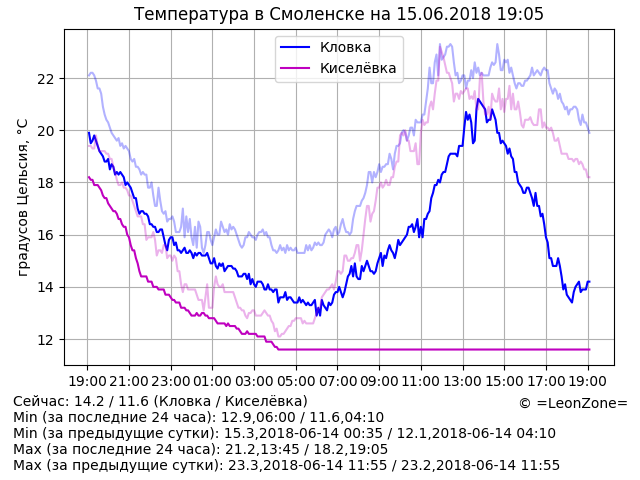 Температура в Смоленске на 15.06.2018 19:05
Кловка
Киселёвка
градусов Цельсия, °C
22
20
18
16
14
12
19:00 21:00 23:00 01:00 03:00 05:00 07:00 09:00 11:00 13:00 15:00 17:00 19:00
Сейчас: 14.2 / 11.6 (Кловка / Киселёвка)
© =LeonZone=
Min (за последние 24 часа): 12.9,06:00 / 11.6,04:10
Min (за предыдущие сутки): 15.3,2018-06-14 00:35 / 12.1,2018-06-14 04:10
Max (за последние 24 часа): 21.2,13:45 / 18.2,19:05
Max (за предыдущие сутки): 23.3,2018-06-14 11:55 / 23.2,2018-06-14 11:55